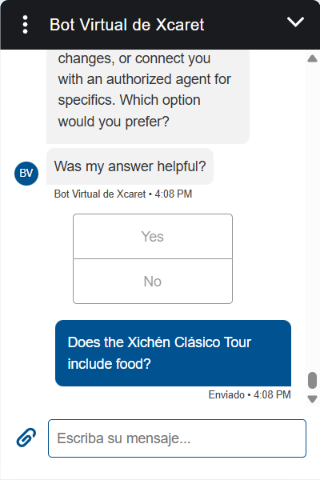 Bot Virtual de Xcaret
changes, or connect you
with an authorized agent for
specifics. Which option
would you prefer?
BV
Was my answer helpful?
Bot Virtual de Xcaret • 4:08 PM
Yes
No
Does the Xichén Clásico Tour
include food?
Enviado • 4:08 PM
Escriba su mensaje...